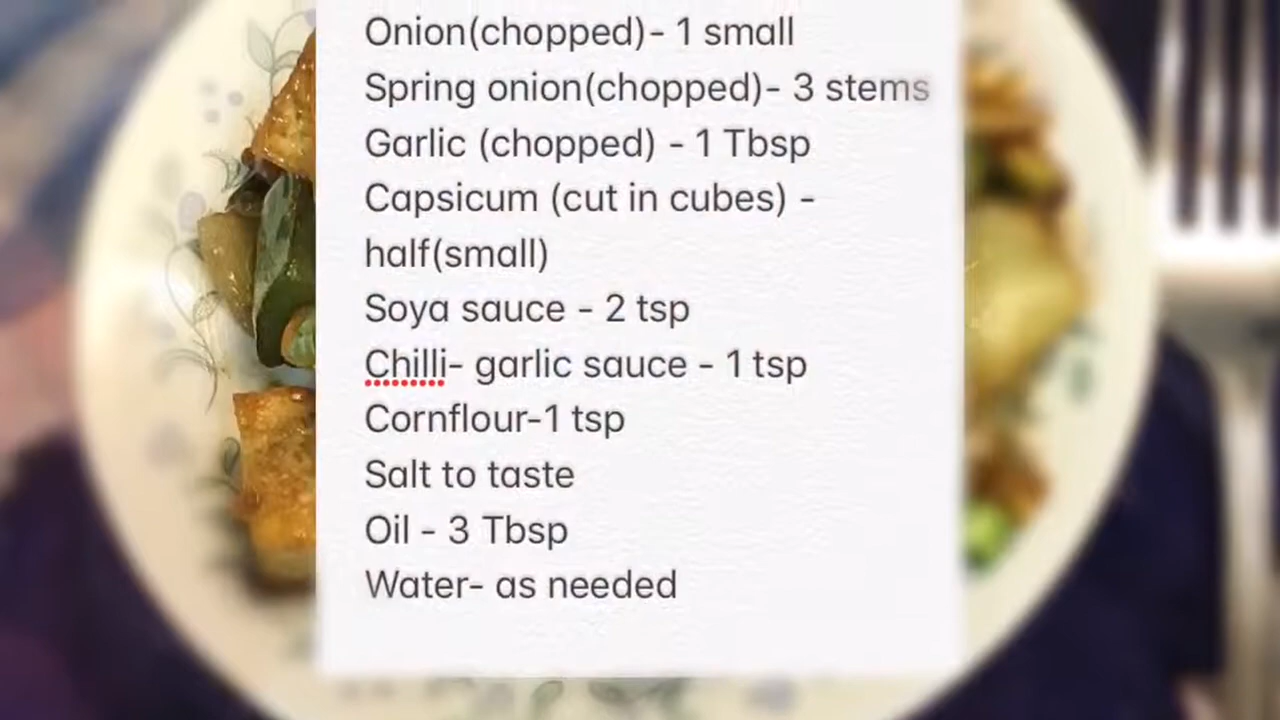 Onion(chopped)- 1 small
Spring onion(chopped)- 3 stems
Garlic (chopped) - 1 Tbsp
Capsicum (cut in cubes) -
half(small)
Soya sauce - 2 tsp
Chilli- garlic sauce - 1 tsp
Cornflour-1 tsp
Salt to taste
Oil - 3 Tbsp
Water- as needed